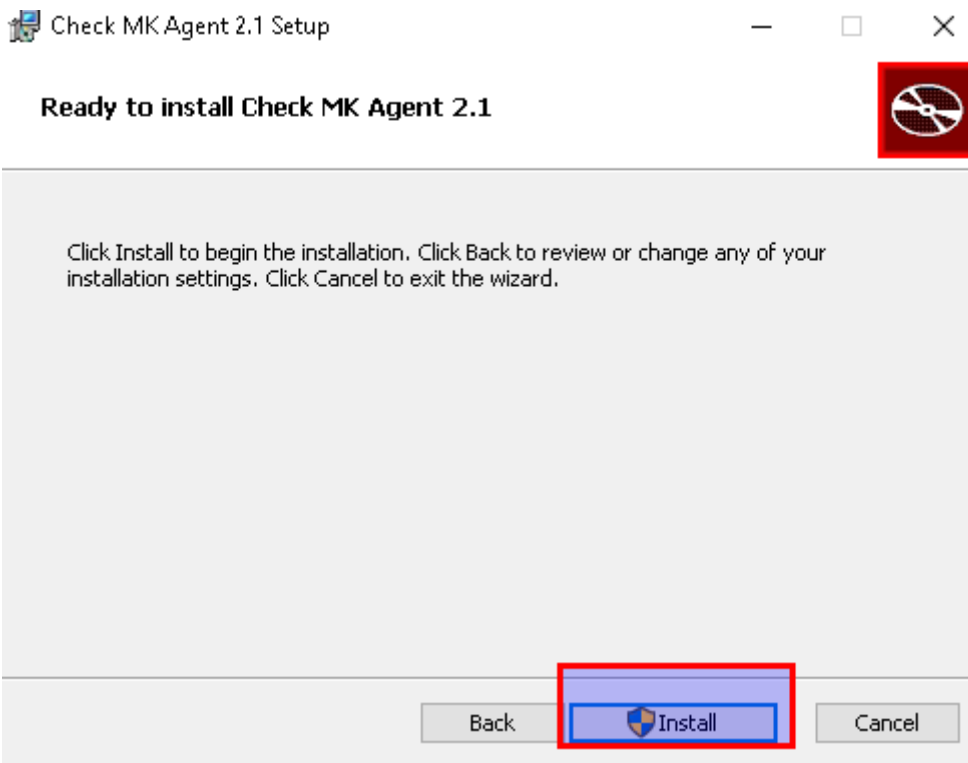 Check MK Agent 2.1 Setup
Ready to install Check MK Agent 2.1
Click Install to begin the installation. Click Back to review or change any of your
installation settings. Click Cancel to exit the wizard.
Back Install Cancel